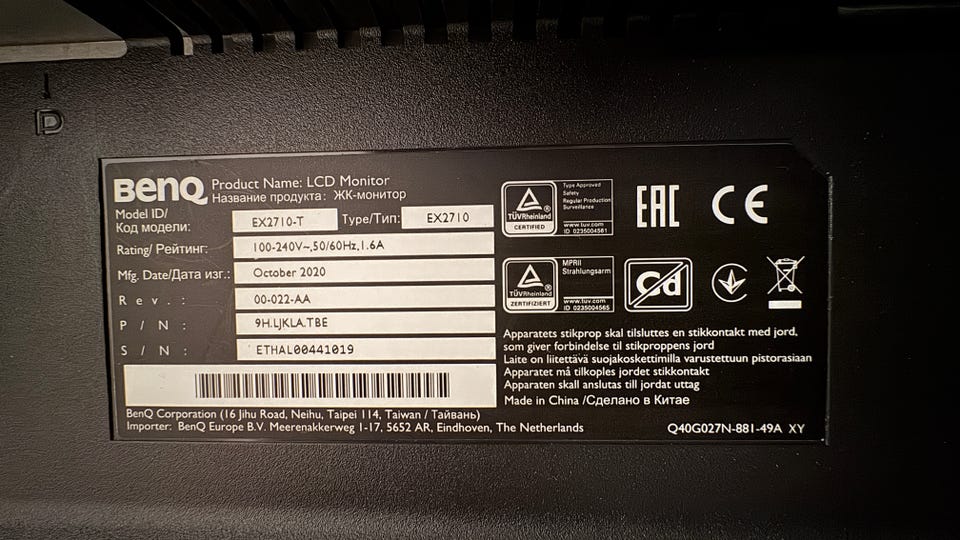 BenQ
Product Name: LCD Monitor
Название продукта: ЖК-монитор
Model ID/
Код модели:
EX2710-T
Type/Тип:
EX2710
Rating/ Рейтинг:
100-240V~,50/60Hz,1.6A
Mfg. Date/Дата изг.:
October 2020
Rev.:
00-022-AA
P/N:
9H.LJKLA.TBE
S/N:
ETHAL00441019
BenQ Corporation (16 Jihu Road, Neihu, Taipei 114, Taiwan / Тайвань)
Importer: BenQ Europe B.V. Meerenakkerweg 1-17, 5652 AR, Eindhoven, The Netherlands
TÜVRheinland
CERTIFIED
Type Approved
Safety
Regular Production
Surveillance
www.tuv.com
ID 0235004561
EAC
CE
TÜVRheinland
ZERTIFIZIERT
MPRII
Strahlungsarm
www.tuv.com
ID 0235004565
Cd
Apparatets stikprop skal tilsluttes en stikkontakt med jord,
som giver forbindelse til stikproppens jord
Laite on liitettävä suojakoskettimilla varustettuun pistorasiaan
Apparatet må tilkoples jordet stikkontakt
Apparaten skall anslutas till jordat uttag
Made in China /Сделано в Китае
Q40G027N-881-49A XY